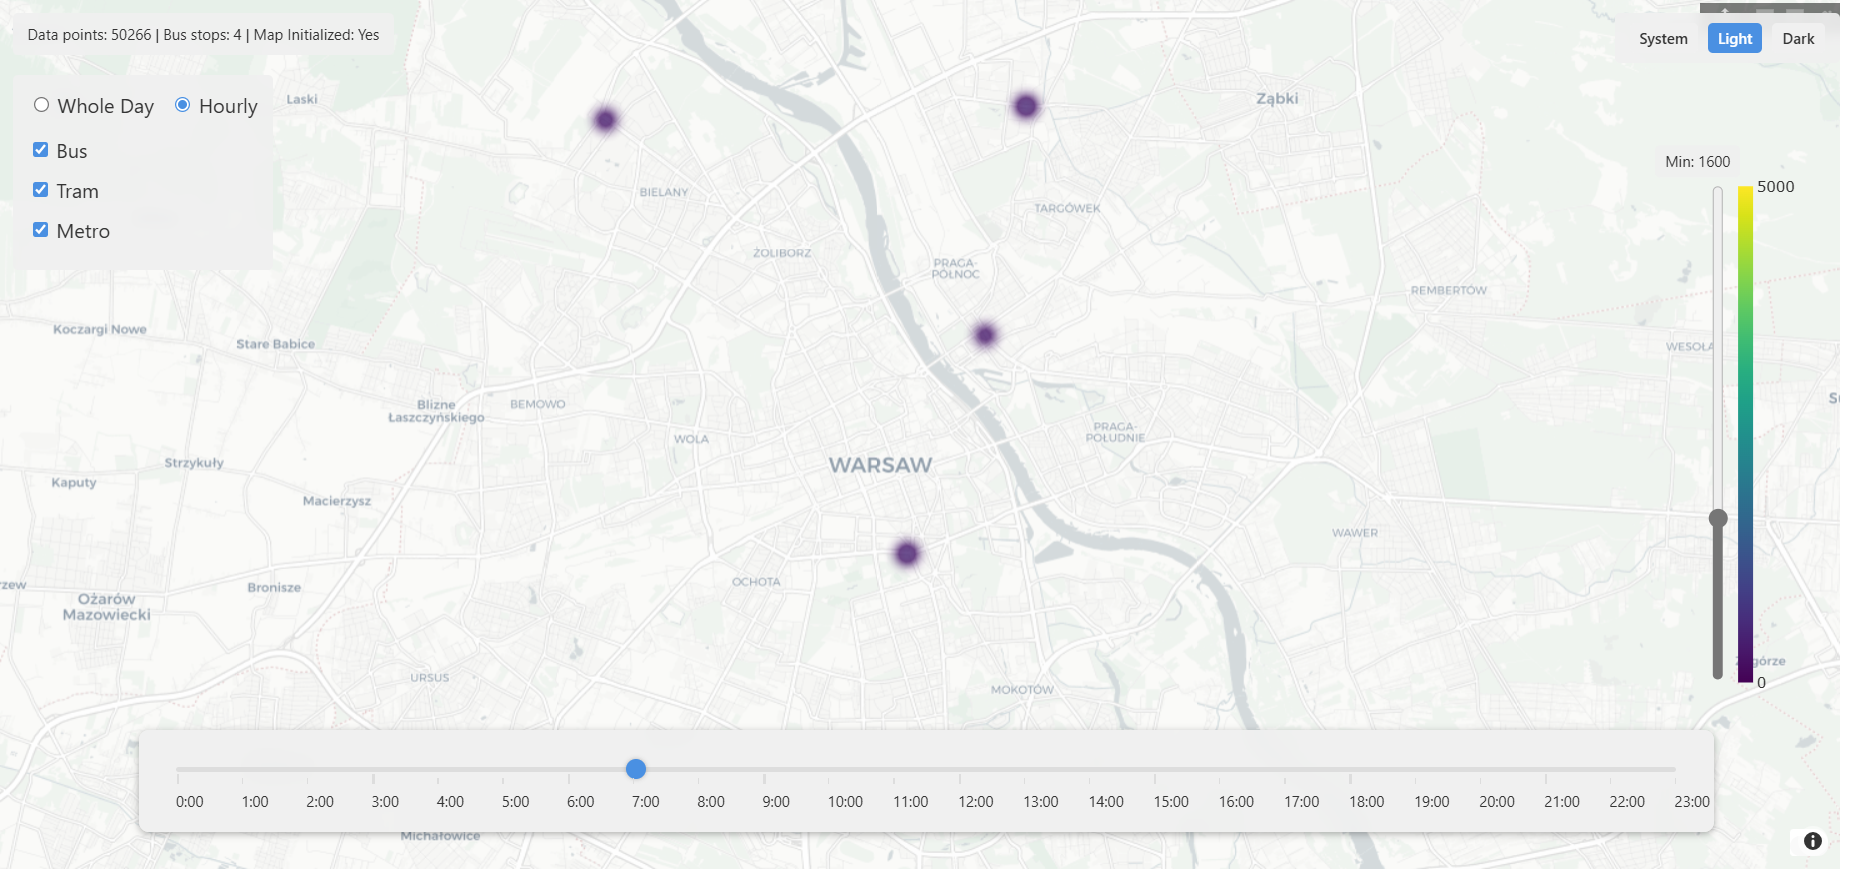 Data points: 50266 | Bus stops: 4 | Map Initialized: Yes
System Light Dark
Whole Day Hourly
Bus
Tram
Metro
Min: 1600
5000
0
Laski
Ząbki
BIELANY
TARGÓWEK
ŻOLIBORZ
PRAGA-
PÓŁNOC
REMBERTÓW
Koczargi Nowe
Stare Babice
WESOŁA
Blizne
Łaszczyńskiego
BEMOWO
WOLA
PRAGA-
POŁUDNIE
WARSAW
Strzykuły
Kaputy
Macierzysz
WAWER
Bronisze
OCHOTA
Ożarów
Mazowiecki
URSUS
MOKOTÓW
0:00 1:00 2:00 3:00 4:00 5:00 6:00 7:00 8:00 9:00 10:00 11:00 12:00 13:00 14:00 15:00 16:00 17:00 18:00 19:00 20:00 21:00 22:00 23:00
Michałowice